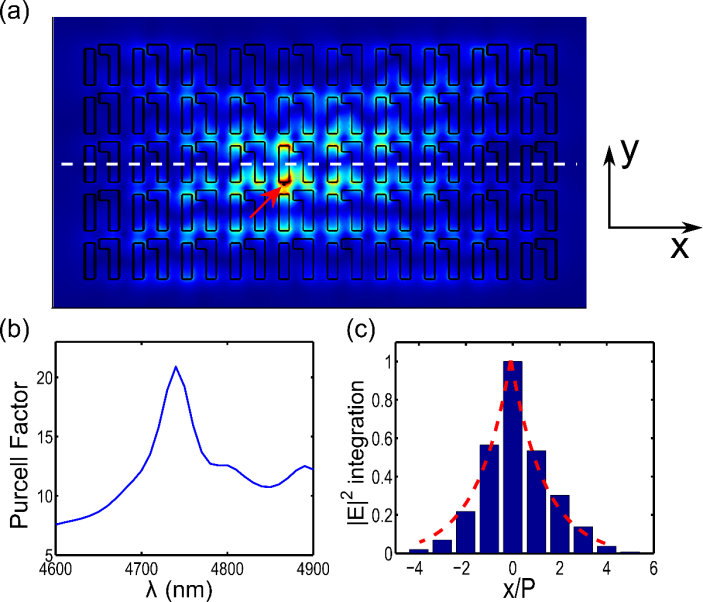 (a)
y
x
(b)
(c)
Purcell Factor
20
15
10
5
4600 4700 4800 4900
λ (nm)
|E|² integration
1
0.8
0.6
0.4
0.2
0
−4 −2 0 2 4 6
x/P